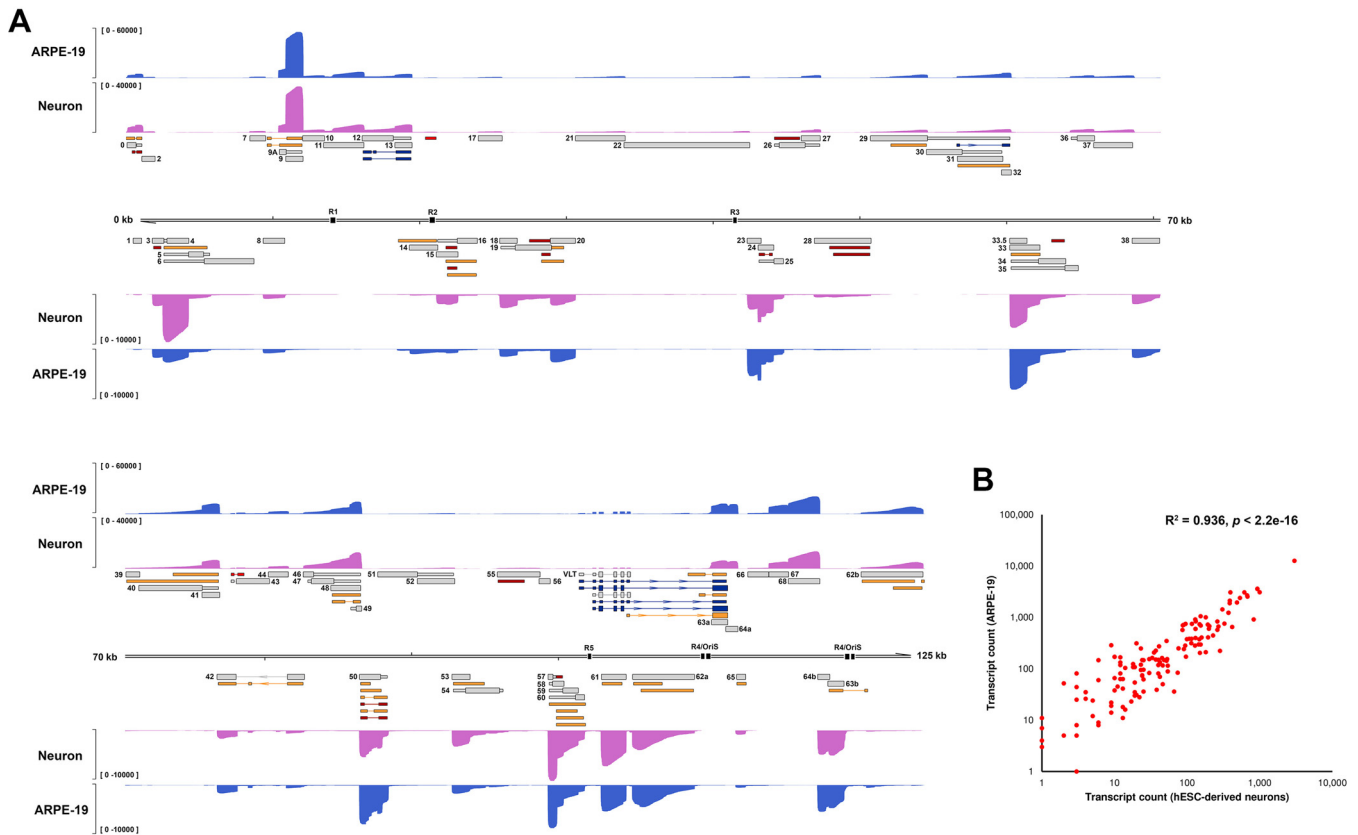 A
[ 0 - 60000 ]
ARPE-19
[ 0 - 40000 ]
Neuron
7 10 12 17 21 27 29 36
0 9A 11 13 22 26 30 37
2 9 31
32
0 kb R1 R2 R3 70 kb
1 3 4 8 16 18 20 23 28 33.5 38
5 14 19 24 33
6 15 25 34
35
Neuron
[ 0 -10000 ]
ARPE-19
[ 0 -10000 ]
[ 0 - 60000 ]
ARPE-19
[ 0 - 40000 ]
Neuron
39 44 46 51 55 VLT 66 67 62b
40 43 47 52 56 68
41 48
49
63a
64a
70 kb R5 R4/OriS R4/OriS 125 kb
42 50 53 57 61 62a 65 64b
54 58 63b
59
60
Neuron
[ 0 -10000 ]
ARPE-19
[ 0 -10000 ]
B
R² = 0.936, p < 2.2e-16
Transcript count (ARPE-19)
100,000
10,000
1,000
100
10
1
1 10 100 1,000 10,000
Transcript count (hESC-derived neurons)